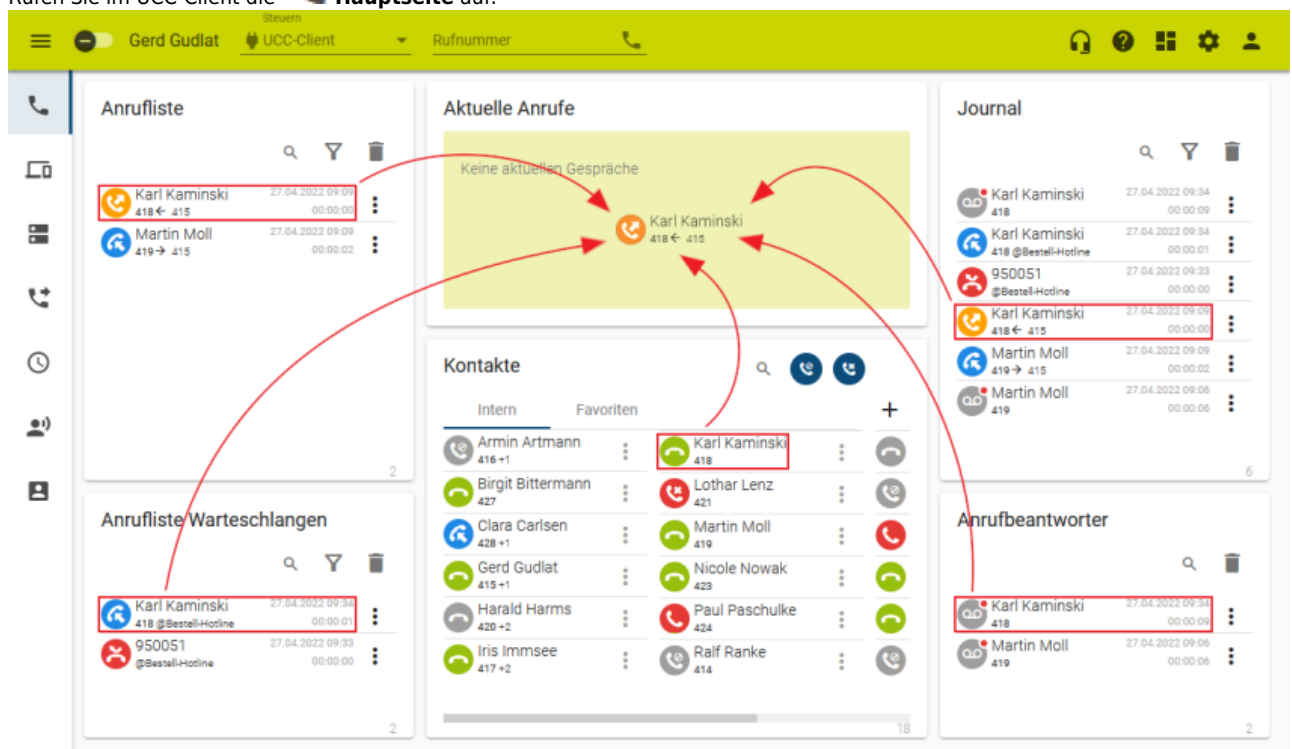 Rufen Sie im UCC Client die Hauptseite auf.
Steuern
Gerd Gudlat UCC-Client Rufnummer
Anrufliste
Karl Kaminski 27.04.2022 09:09
418 ← 415 00:00:00
Martin Moll 27.04.2022 09:09
419 → 415 00:00:02
2
Aktuelle Anrufe
Keine aktuellen Gespräche
Karl Kaminski
418 ← 415
Journal
Karl Kaminski 27.04.2022 09:34
418 00:00:09
Karl Kaminski 27.04.2022 09:34
418 @Bestell-Hotline 00:00:01
950051 27.04.2022 09:33
@Bestell-Hotline 00:00:00
Karl Kaminski 27.04.2022 09:09
418 ← 415 00:00:00
Martin Moll 27.04.2022 09:09
419 → 415 00:00:02
Martin Moll 27.04.2022 09:06
419 00:00:06
6
Kontakte
Intern Favoriten +
Armin Artmann
416 +1
Karl Kaminski
418
Birgit Bittermann
427
Lothar Lenz
421
Clara Carlsen
428 +1
Martin Moll
419
Gerd Gudlat
415 +1
Nicole Nowak
423
Harald Harms
420 +2
Paul Paschulke
424
Iris Immsee
417 +2
Ralf Ranke
414
18
Anrufliste Warteschlangen
Karl Kaminski 27.04.2022 09:34
418 @Bestell-Hotline 00:00:01
950051 27.04.2022 09:33
@Bestell-Hotline 00:00:00
2
Anrufbeantworter
Karl Kaminski 27.04.2022 09:34
418 00:00:09
Martin Moll 27.04.2022 09:06
419 00:00:06
2